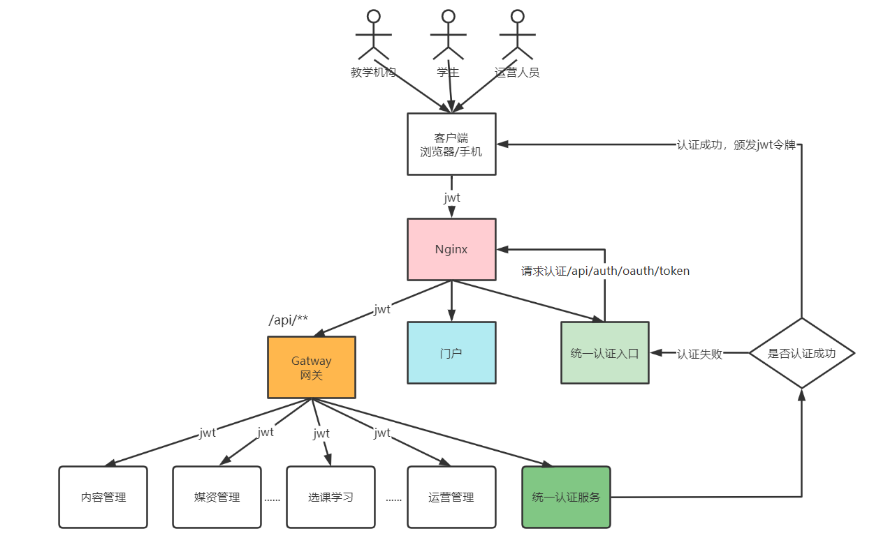 教学机构
学生
运营人员
客户端
浏览器/手机
认证成功，颁发jwt令牌
jwt
Nginx
请求认证/api/auth/oauth/token
jwt
/api/**
Gatway
网关
门户
统一认证入口
认证失败
是否认证成功
jwt
jwt
jwt
jwt
内容管理
媒资管理
......
选课学习
......
运营管理
统一认证服务